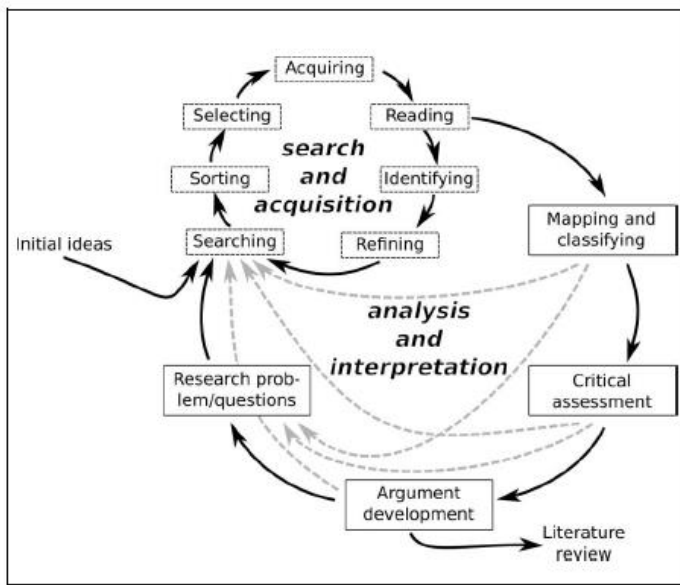 Acquiring
Selecting
Reading
search
and
acquisition
Sorting
Identifying
Mapping and
classifying
Initial ideas
Searching
Refining
analysis
and
interpretation
Research prob-
lem/questions
Critical
assessment
Argument
development
Literature
review